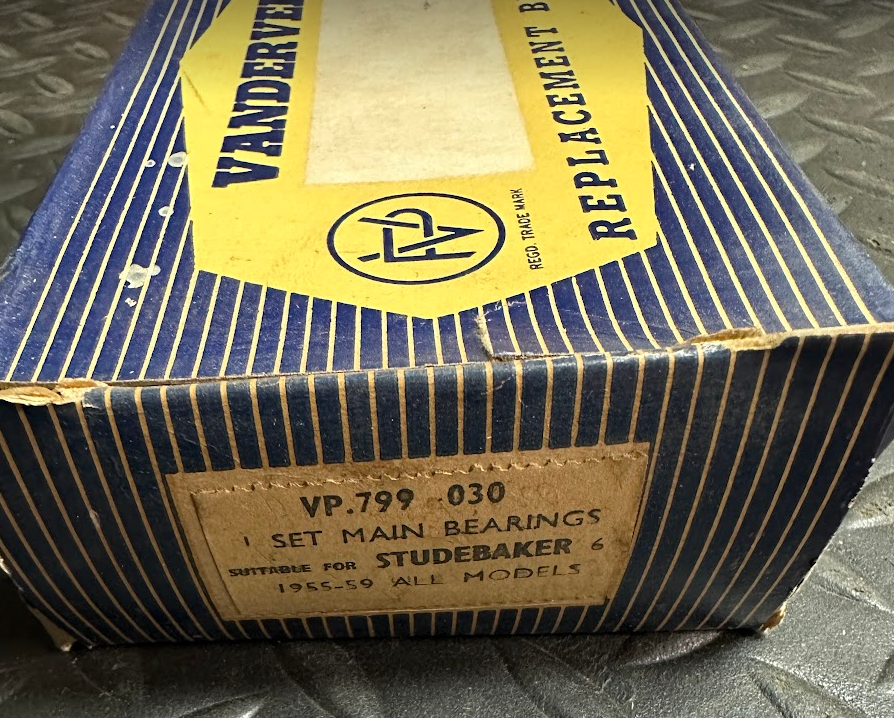 VANDERVE
REPLACEMENT B
VP
REGD. TRADE MARK
VP.799 030
1 SET MAIN BEARINGS
SUITABLE FOR STUDEBAKER 6
1955-59 ALL MODELS